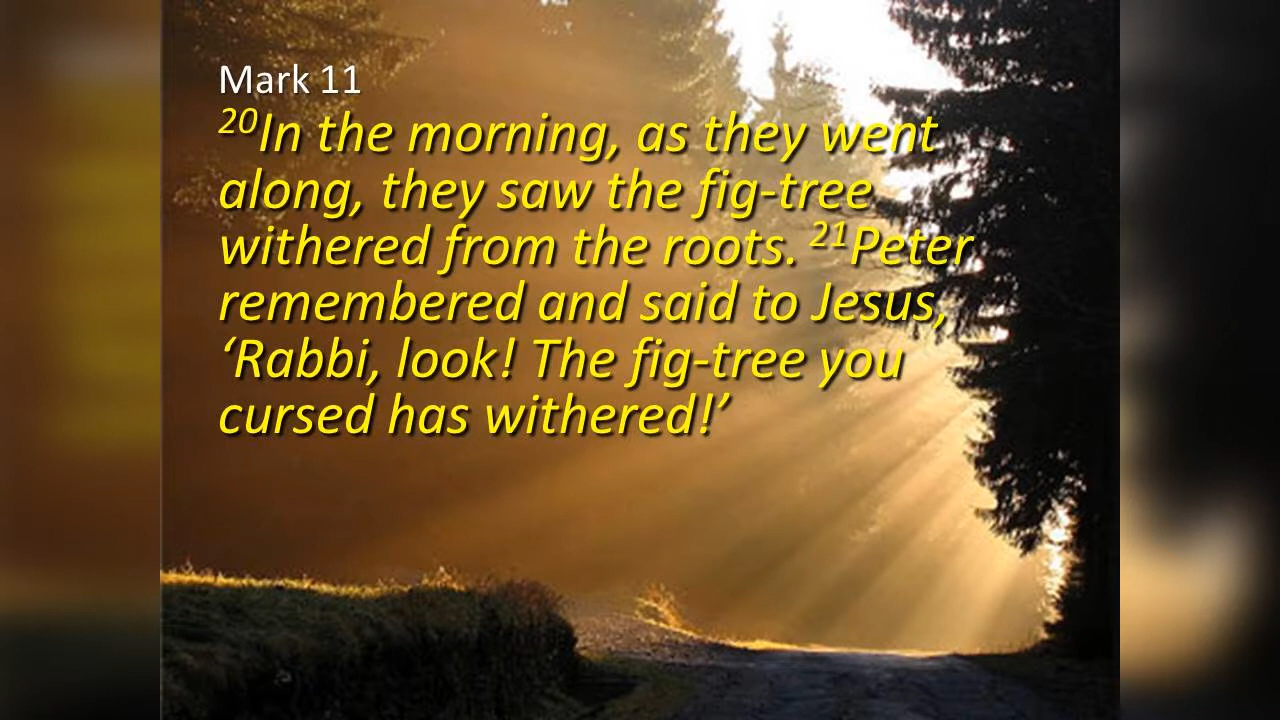 Mark 11
20In the morning, as they went
along, they saw the fig-tree
withered from the roots. 21Peter
remembered and said to Jesus,
‘Rabbi, look! The fig-tree you
cursed has withered!’